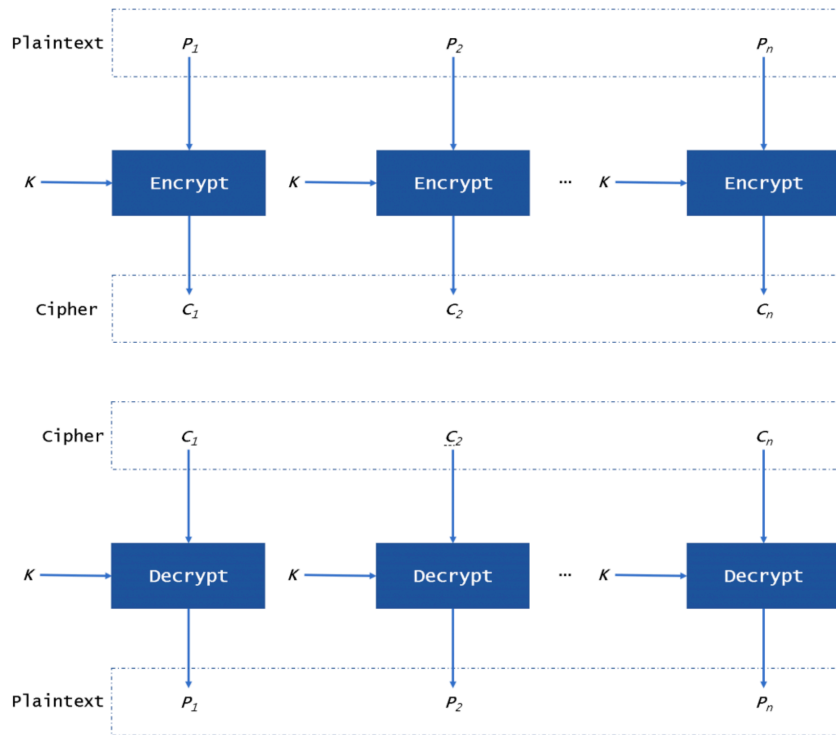 Plaintext P1 P2 Pn
K Encrypt K Encrypt … K Encrypt
Cipher C1 C2 Cn
Cipher C1 C2 Cn
K Decrypt K Decrypt … K Decrypt
Plaintext P1 P2 Pn